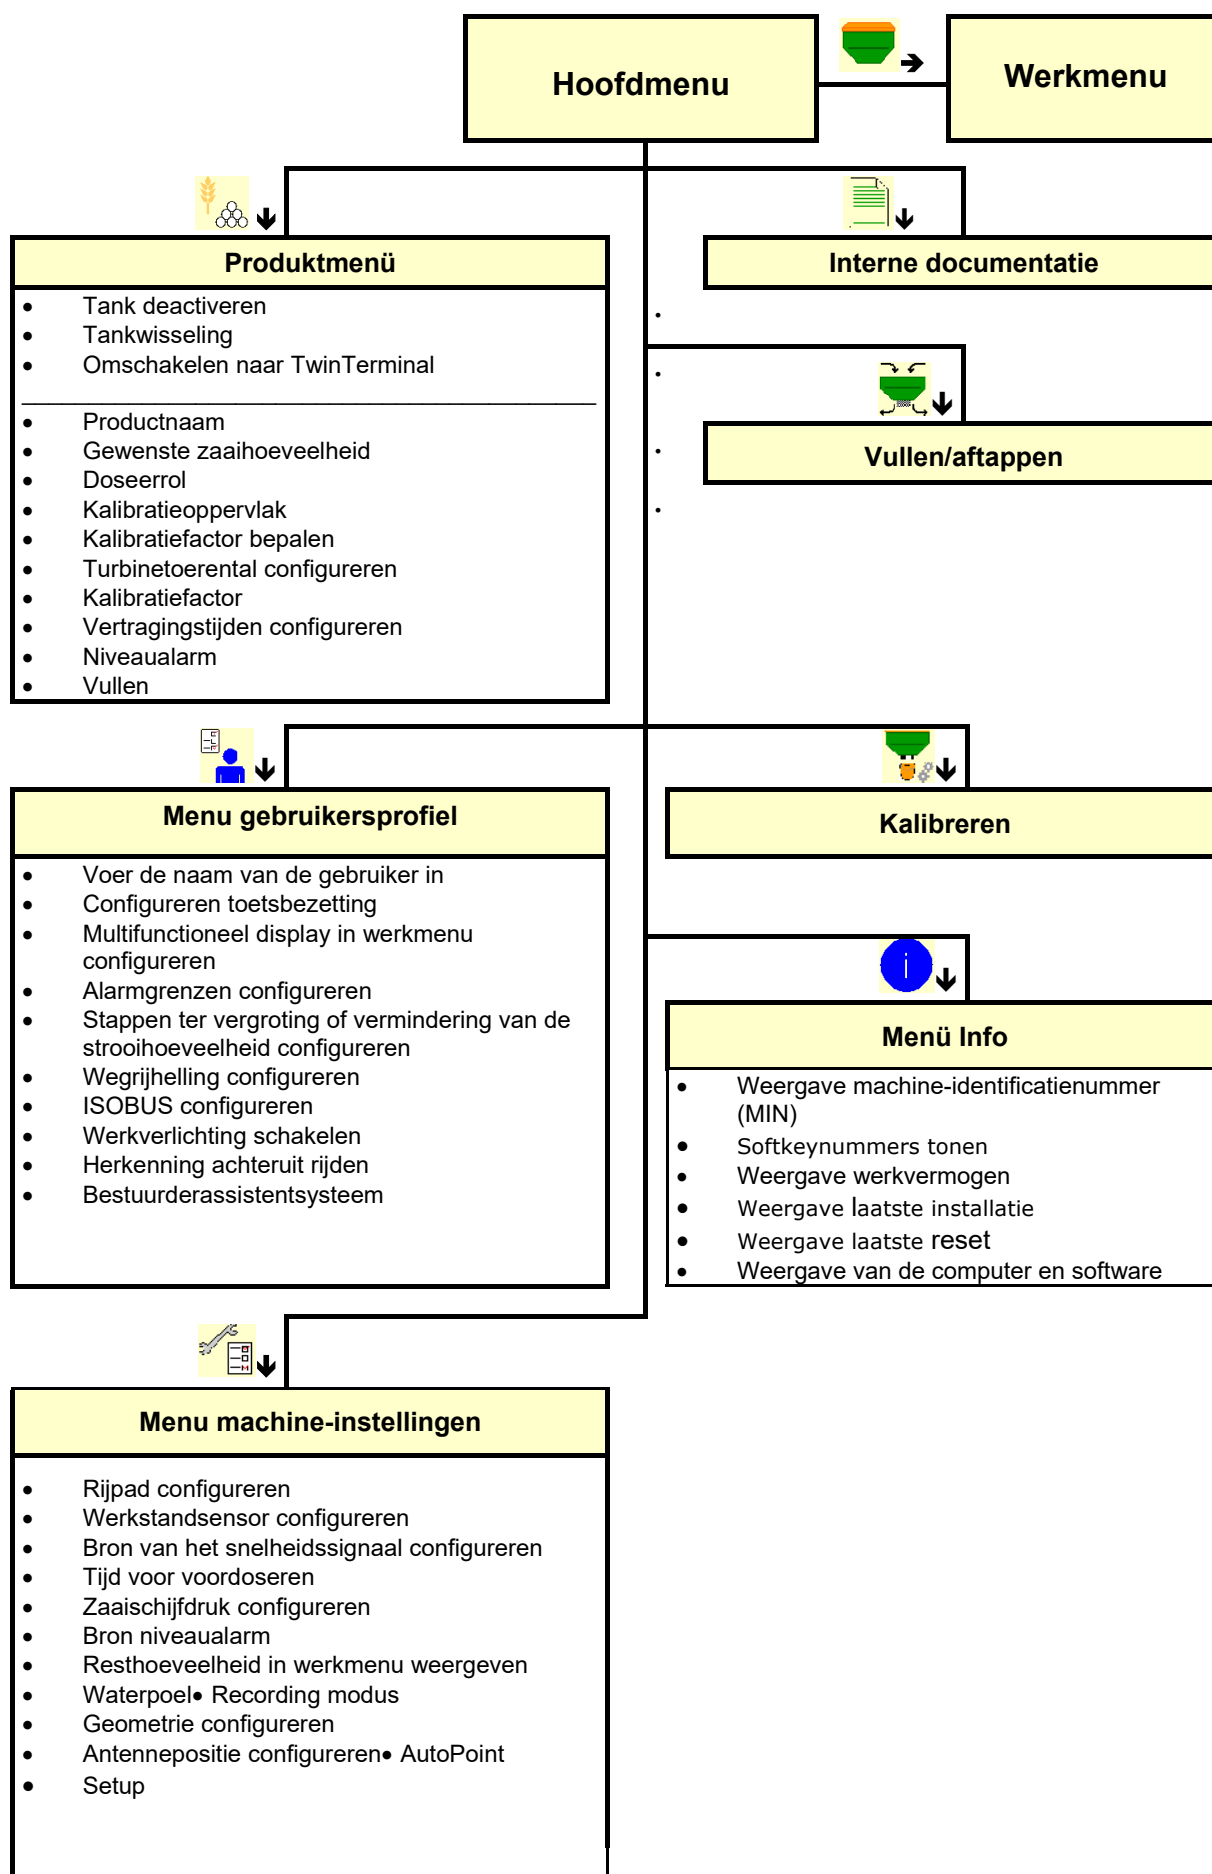 Hoofdmenu
Werkmenu
Produktmenü
• Tank deactiveren
• Tankwisseling
• Omschakelen naar TwinTerminal
• Productnaam
• Gewenste zaaihoeveelheid
• Doseerrol
• Kalibratieoppervlak
• Kalibratiefactor bepalen
• Turbinetoerental configureren
• Kalibratiefactor
• Vertragingstijden configureren
• Niveaualarm
• Vullen
Interne documentatie
Vullen/aftappen
Menu gebruikersprofiel
• Voer de naam van de gebruiker in
• Configureren toetsbezetting
• Multifunctioneel display in werkmenu
configureren
• Alarmgrenzen configureren
• Stappen ter vergroting of vermindering van de
strooihoeveelheid configureren
• Wegrijhelling configureren
• ISOBUS configureren
• Werkverlichting schakelen
• Herkenning achteruit rijden
• Bestuurderassistentsysteem
Kalibreren
i
Menü Info
• Weergave machine-identificatienummer
(MIN)
• Softkeynummers tonen
• Weergave werkvermogen
• Weergave laatste installatie
• Weergave laatste reset
• Weergave van de computer en software
Menu machine-instellingen
• Rijpad configureren
• Werkstandsensor configureren
• Bron van het snelheidssignaal configureren
• Tijd voor voordoseren
• Zaaischijfdruk configureren
• Bron niveaualarm
• Resthoeveelheid in werkmenu weergeven
• Waterpoel• Recording modus
• Geometrie configureren
• Antennepositie configureren• AutoPoint
• Setup